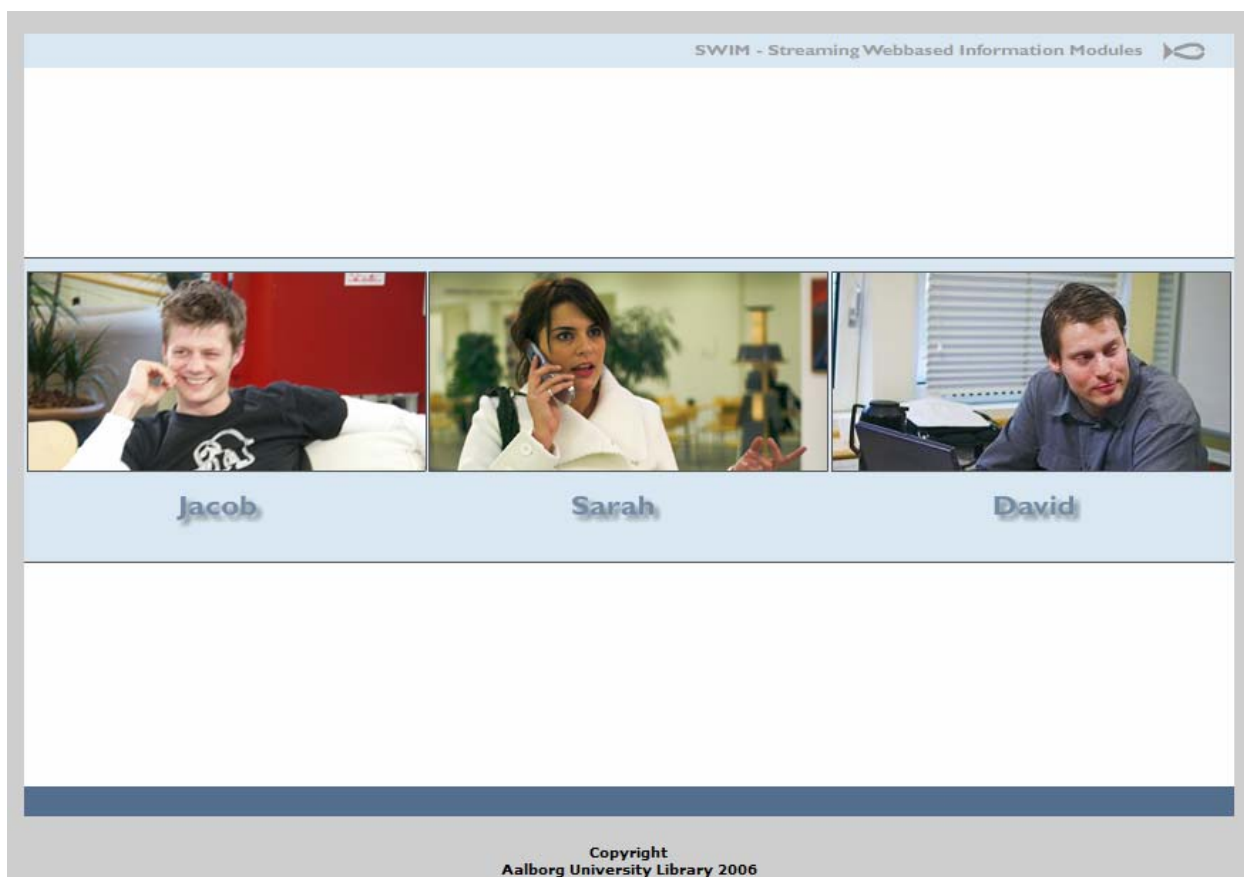 SWIM - Streaming Webbased Information Modules
Jacob
Sarah
David
Copyright
Aalborg University Library 2006